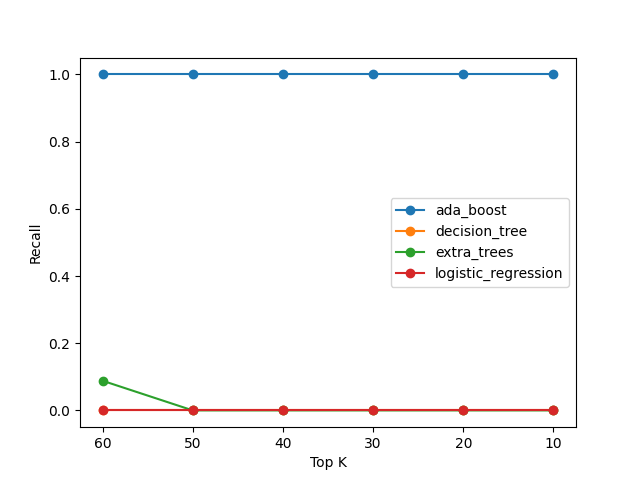 1.0
0.8
0.6
0.4
0.2
0.0
Recall
ada_boost
decision_tree
extra_trees
logistic_regression
60 50 40 30 20 10
Top K